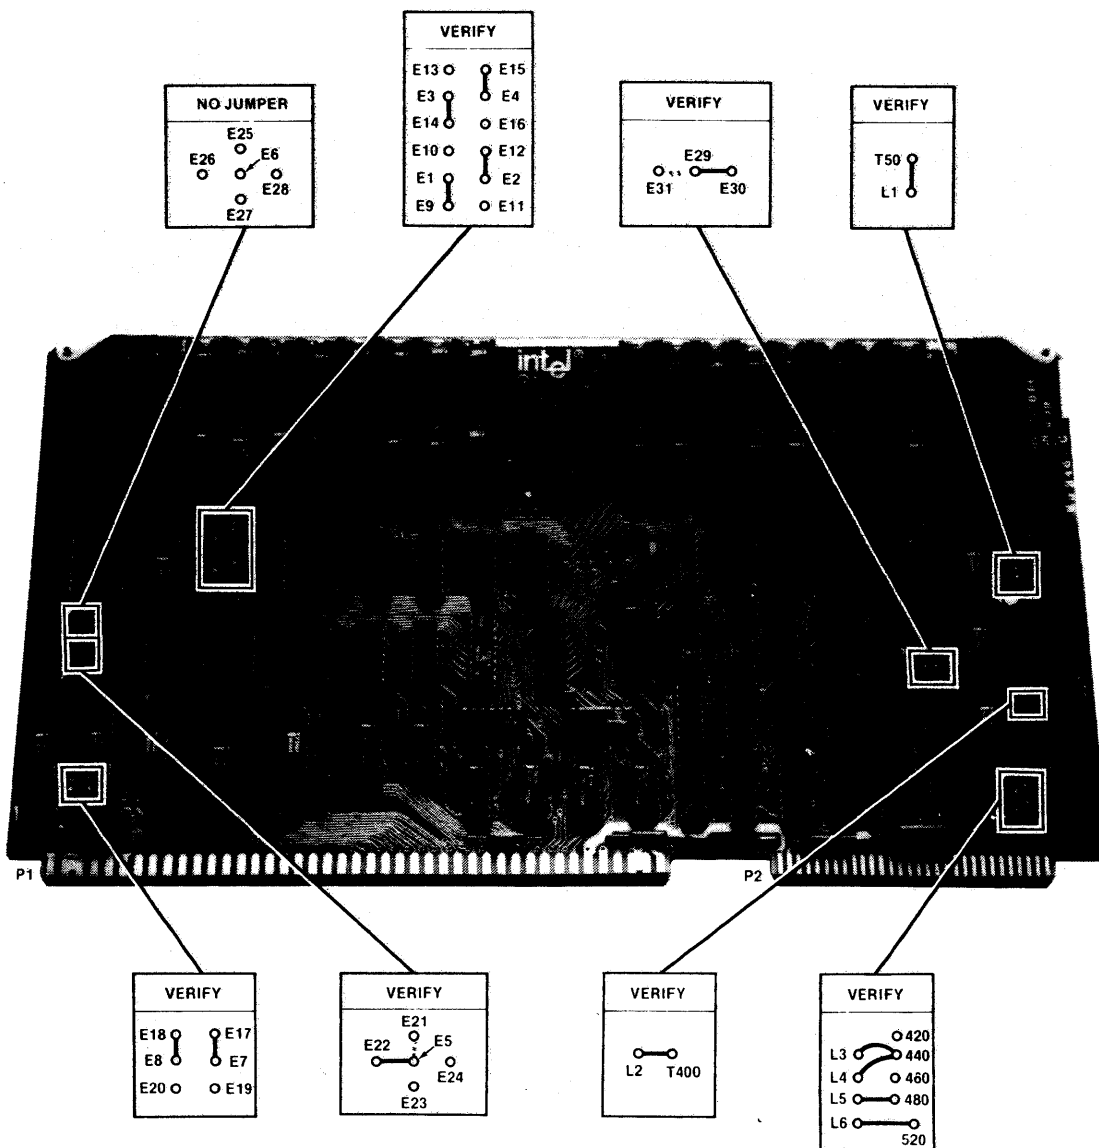 VERIFY
E13 E15
E3 E4
E14 E16
E10 E12
E1 E2
E9 E11
NO JUMPER
E25
E26 E6
E28
E27
VERIFY
E29
E31 E30
VERIFY
T50
L1
intel
P1
P2
VERIFY
E18 E17
E8 E7
E20 E19
VERIFY
E21
E22 E5
E24
E23
VERIFY
L2 T400
VERIFY
420
L3 440
L4 460
L5 480
L6
520